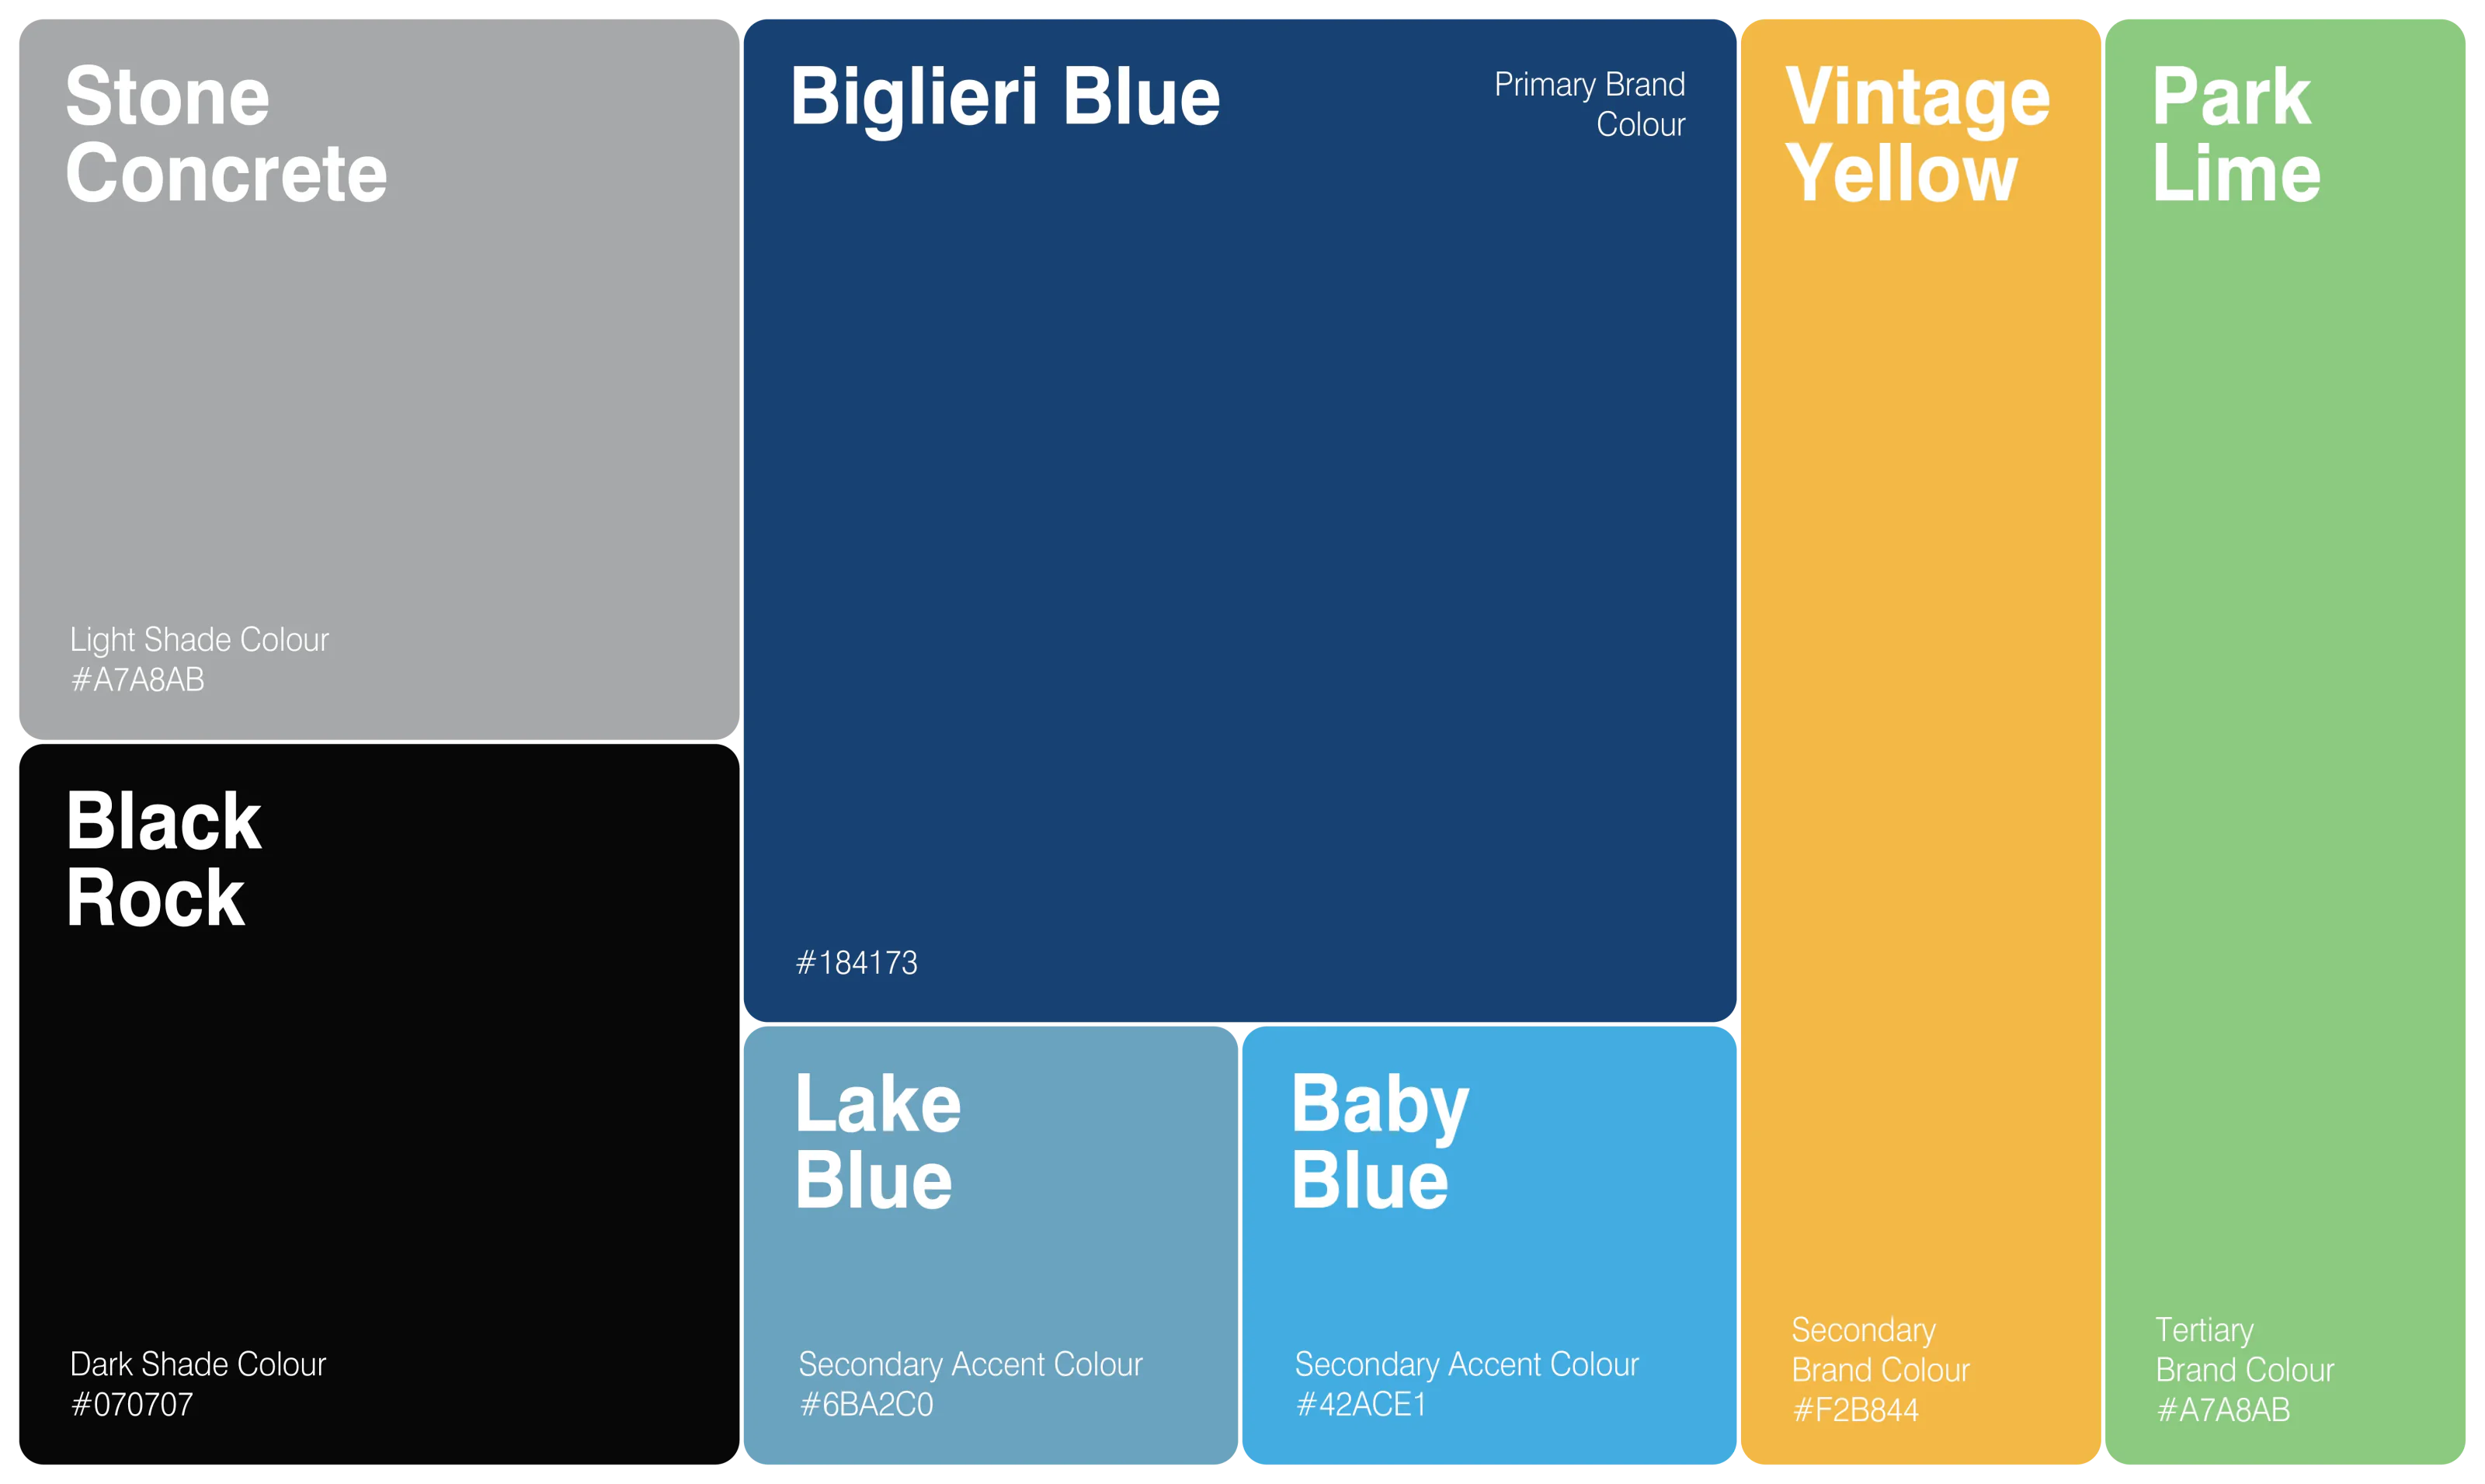 Stone
Concrete
Light Shade Colour
#A7A8AB
Black
Rock
Dark Shade Colour
#070707
Biglieri Blue
Primary Brand
Colour
#184173
Lake
Blue
Secondary Accent Colour
#6BA2C0
Baby
Blue
Secondary Accent Colour
#42ACE1
Vintage
Yellow
Secondary
Brand Colour
#F2B844
Park
Lime
Tertiary
Brand Colour
#A7A8AB